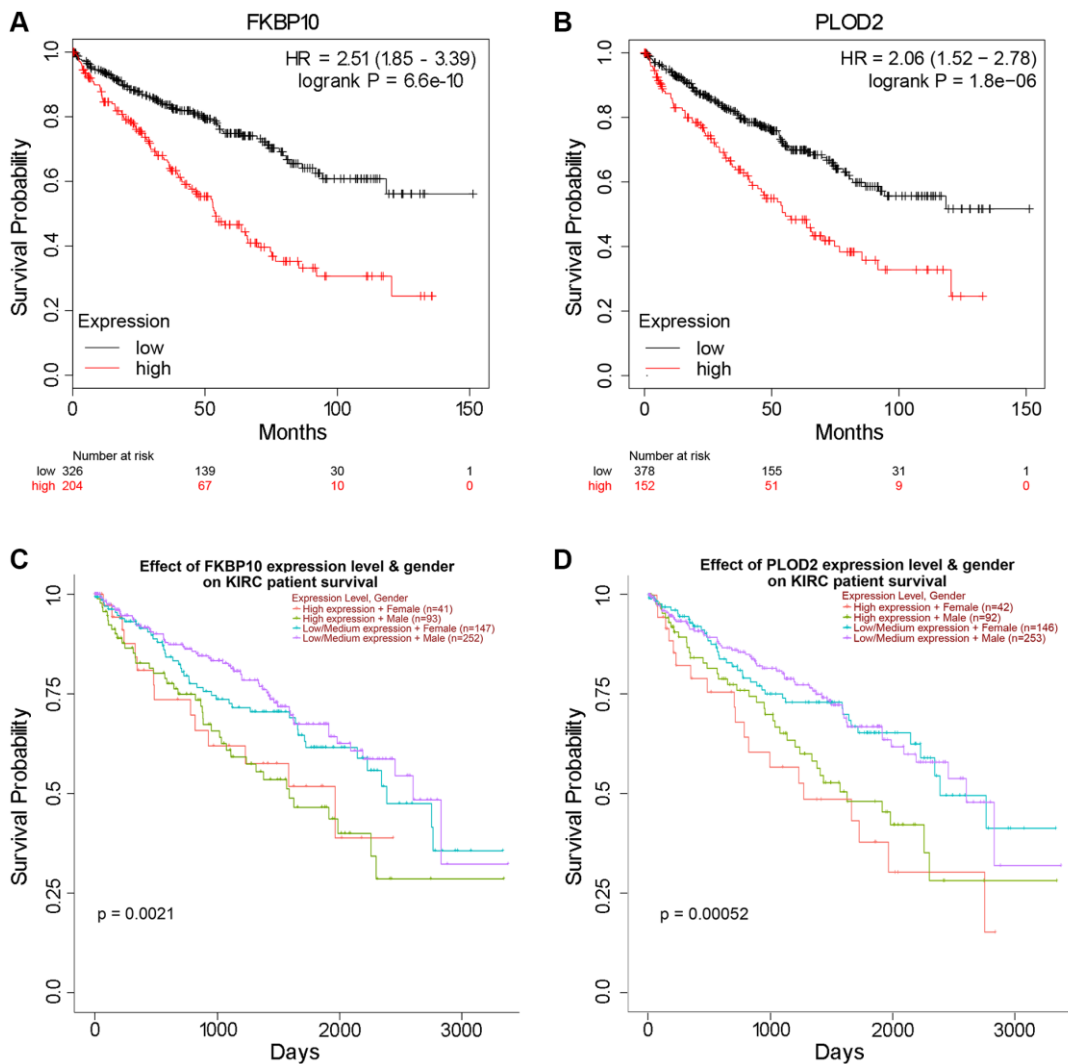 A
FKBP10
HR = 2.51 (1.85 - 3.39)
logrank P = 6.6e-10
Survival Probability
1.0
0.8
0.6
0.4
0.2
0.0
Expression
low
high
0 50 100 150
Months
Number at risk
low 326 139 30 1
high 204 67 10 0
B
PLOD2
HR = 2.06 (1.52 – 2.78)
logrank P = 1.8e−06
Survival Probability
1.0
0.8
0.6
0.4
0.2
0.0
Expression
low
high
0 50 100 150
Months
Number at risk
low 378 155 31 1
high 152 51 9 0
C
Effect of FKBP10 expression level & gender
on KIRC patient survival
Expression Level, Gender
High expression + Female (n=41)
High expression + Male (n=93)
Low/Medium expression + Female (n=147)
Low/Medium expression + Male (n=252)
Survival Probability
1.0
0.75
0.5
0.25
0.0
p = 0.0021
0 1000 2000 3000
Days
D
Effect of PLOD2 expression level & gender
on KIRC patient survival
Expression Level, Gender
High expression + Female (n=42)
High expression + Male (n=92)
Low/Medium expression + Female (n=146)
Low/Medium expression + Male (n=253)
Survival Probability
1.0
0.75
0.5
0.25
0.0
p = 0.00052
0 1000 2000 3000
Days